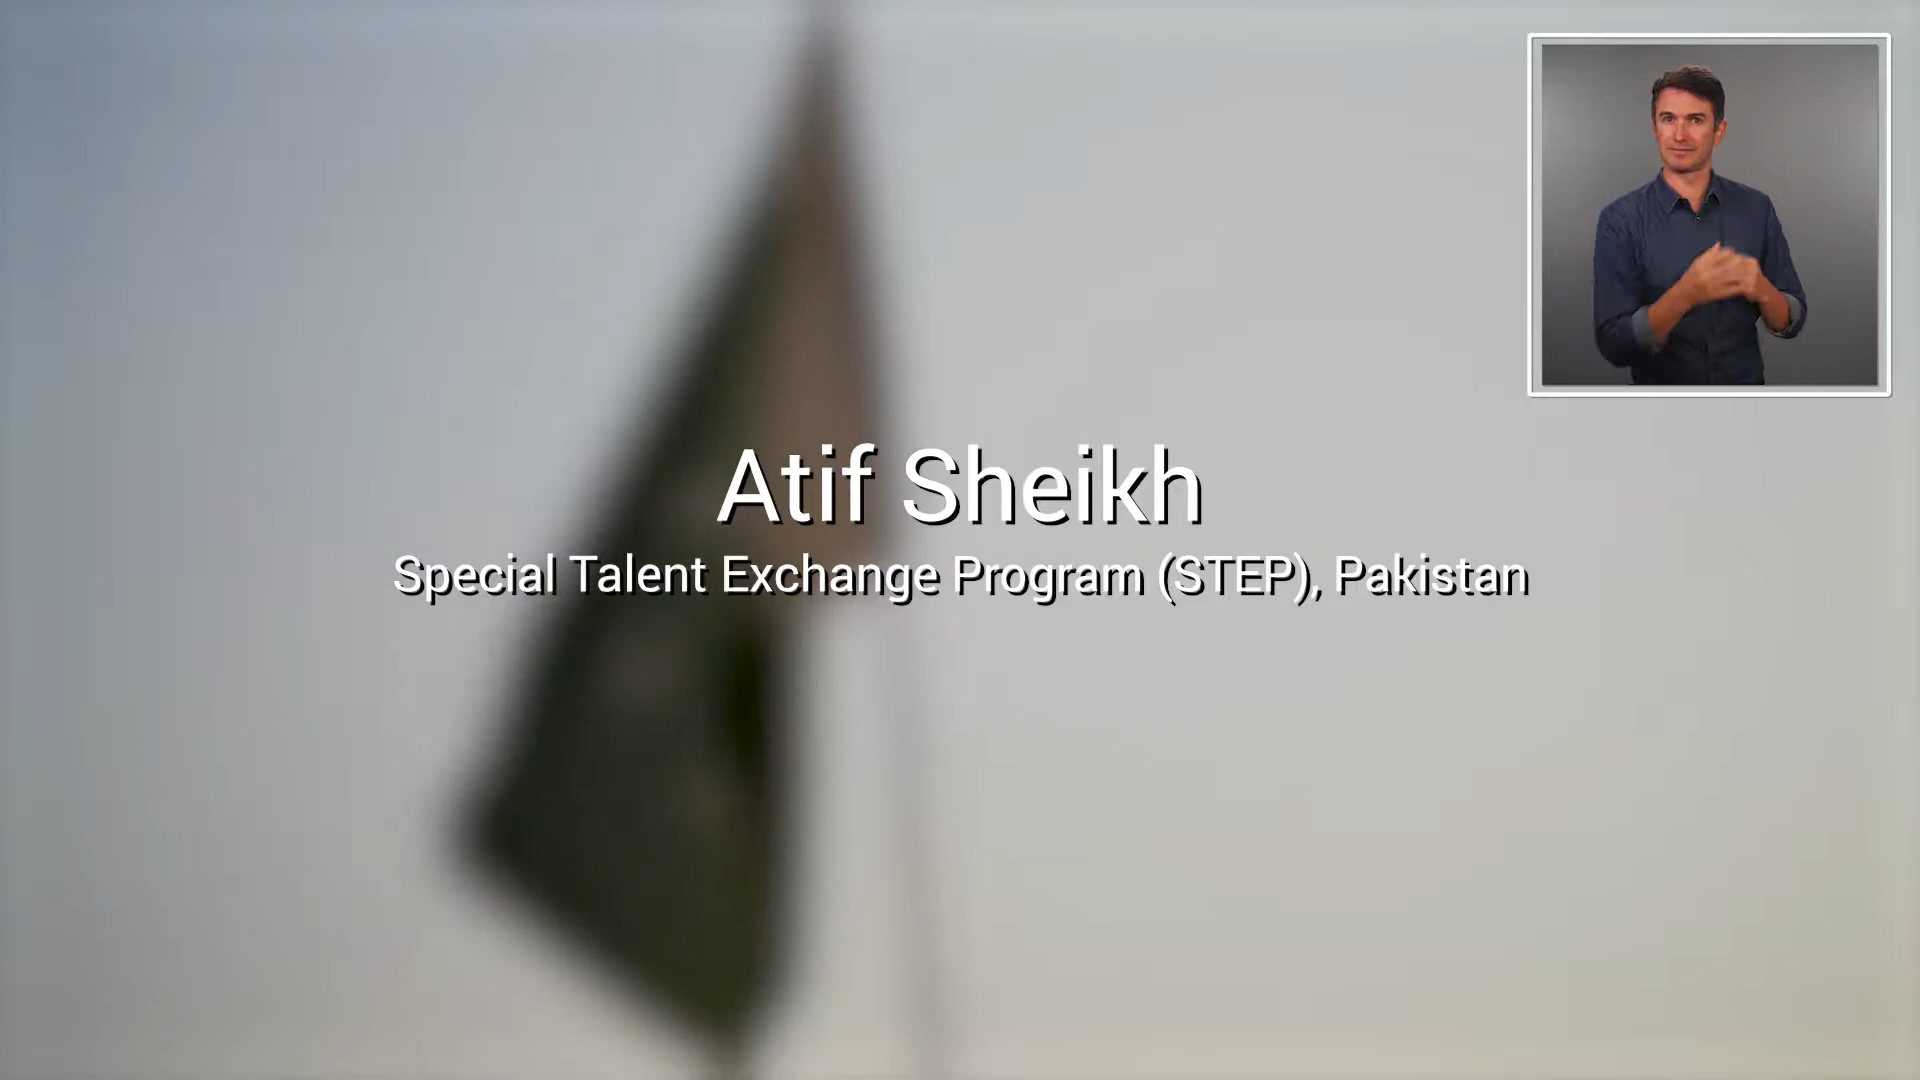 Atif Sheikh
Special Talent Exchange Program (STEP), Pakistan